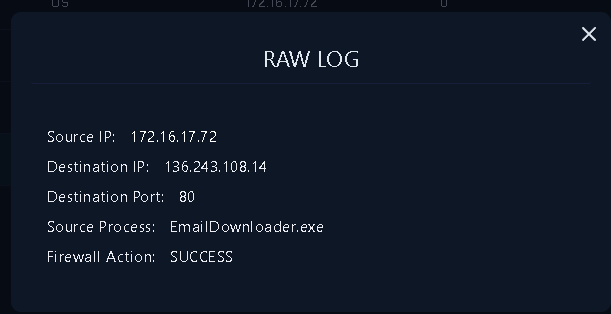 US 172.16.17.72 0
RAW LOG
Source IP: 172.16.17.72
Destination IP: 136.243.108.14
Destination Port: 80
Source Process: EmailDownloader.exe
Firewall Action: SUCCESS